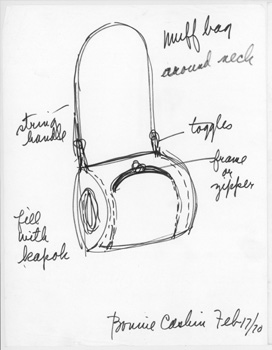 muff bag
around neck
string
handle
toggles
frame
or
zipper
fill
with
kapok
Bonnie Cashin Feb 17/70